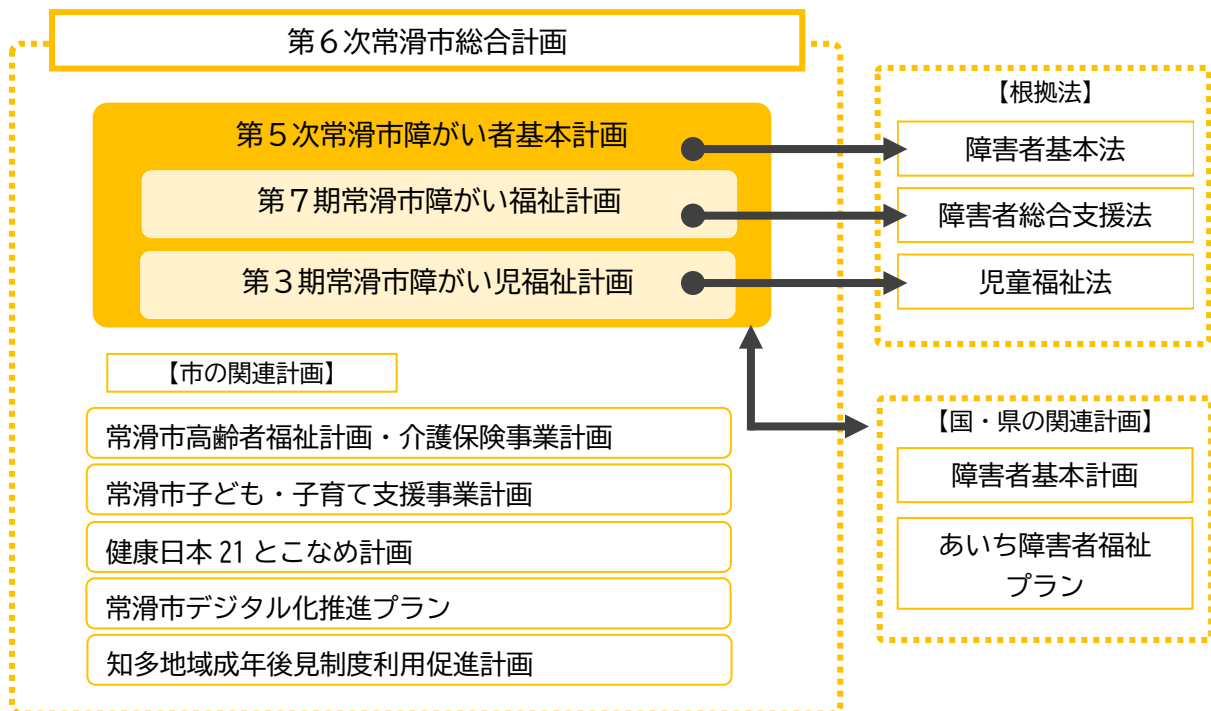 第６次常滑市総合計画
第５次常滑市障がい者基本計画
第７期常滑市障がい福祉計画
第３期常滑市障がい児福祉計画
【市の関連計画】
常滑市高齢者福祉計画・介護保険事業計画
常滑市子ども・子育て支援事業計画
健康日本 21 とこなめ計画
常滑市デジタル化推進プラン
知多地域成年後見制度利用促進計画
【根拠法】
障害者基本法
障害者総合支援法
児童福祉法
【国・県の関連計画】
障害者基本計画
あいち障害者福祉
プラン